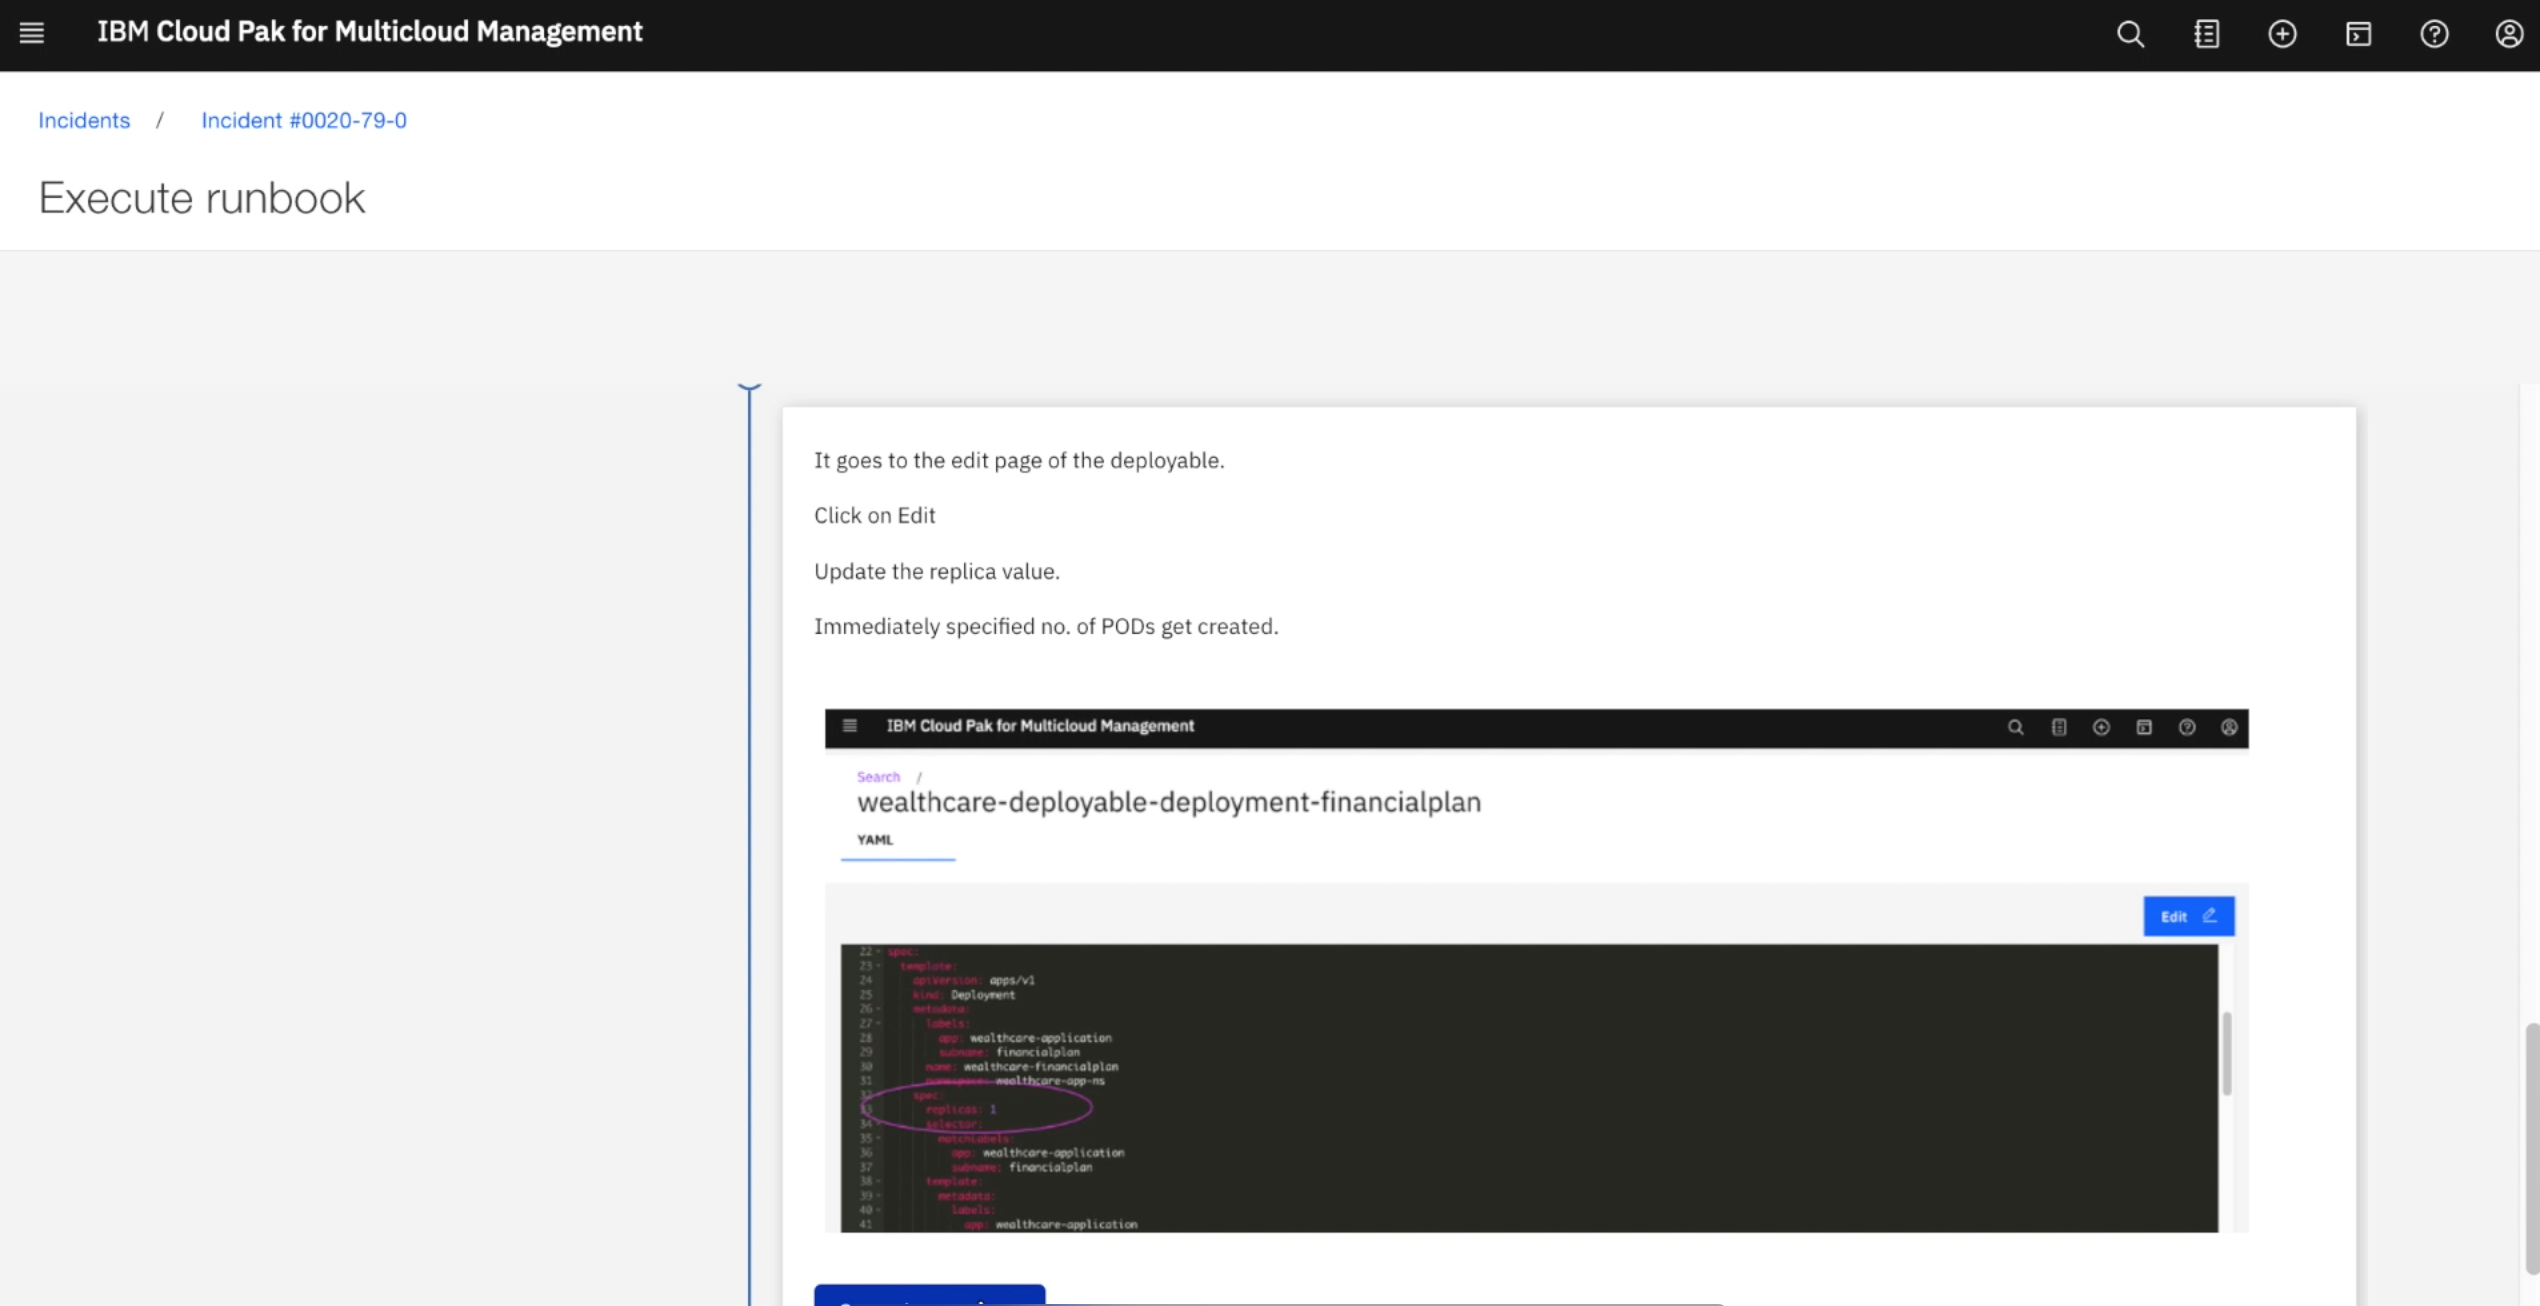 IBM Cloud Pak for Multicloud Management
Incidents / Incident #0020-79-0
Execute runbook
It goes to the edit page of the deployable.
Click on Edit
Update the replica value.
Immediately specified no. of PODs get created.
IBM Cloud Pak for Multicloud Management
Search /
wealthcare-deployable-deployment-financialplan
YAML
Edit
22 spec:
23 template:
24 apiVersion: apps/v1
25 kind: Deployment
26 metadata:
27 labels:
28 app: wealthcare-application
29 subname: financialplan
30 name: wealthcare-financialplan
31 namespace: wealthcare-app-ns
32 spec:
33 replicas: 1
34 selector:
35 matchLabels:
36 app: wealthcare-application
37 subname: financialplan
38 template:
39 metadata:
40 labels:
41 app: wealthcare-application